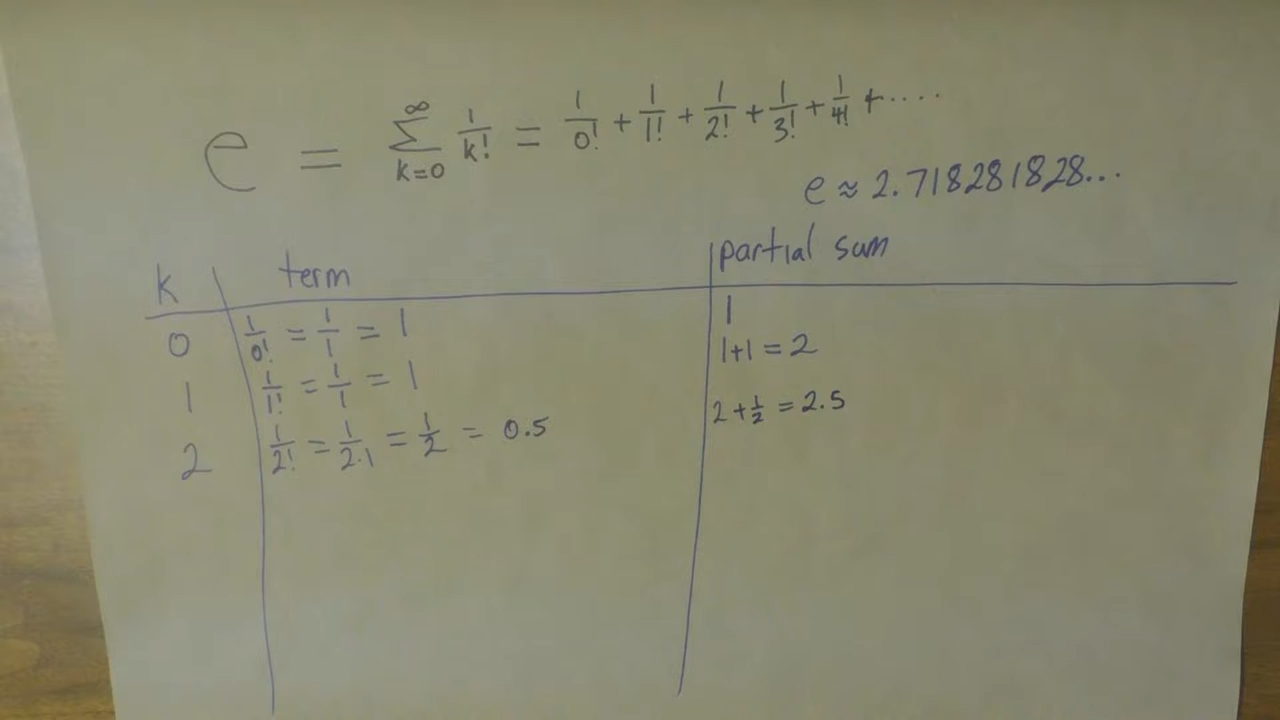 e = ∞ Σ k=0 1/k! = 1/0! + 1/1! + 1/2! + 1/3! + 1/4! + ....
e ≈ 2.718281828...
k term partial sum
0 1/0! = 1/1 = 1 1
1 1/1! = 1/1 = 1 1+1 = 2
2 1/2! = 1/2·1 = 1/2 = 0.5 2 + 1/2 = 2.5